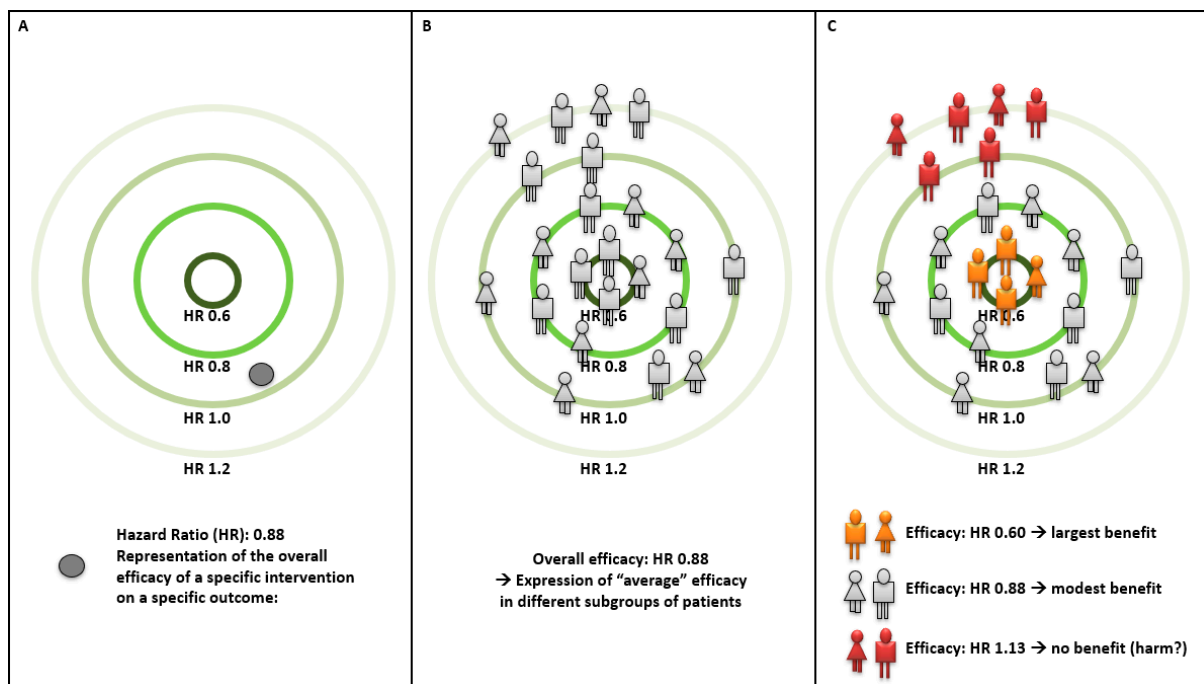 A
HR 0.6
HR 0.8
HR 1.0
HR 1.2
Hazard Ratio (HR): 0.88
Representation of the overall
efficacy of a specific intervention
on a specific outcome:
B
HR 0.6
HR 0.8
HR 1.0
HR 1.2
Overall efficacy: HR 0.88
→ Expression of “average” efficacy
in different subgroups of patients
C
HR 0.6
HR 0.8
HR 1.0
HR 1.2
Efficacy: HR 0.60 → largest benefit
Efficacy: HR 0.88 → modest benefit
Efficacy: HR 1.13 → no benefit (harm?)